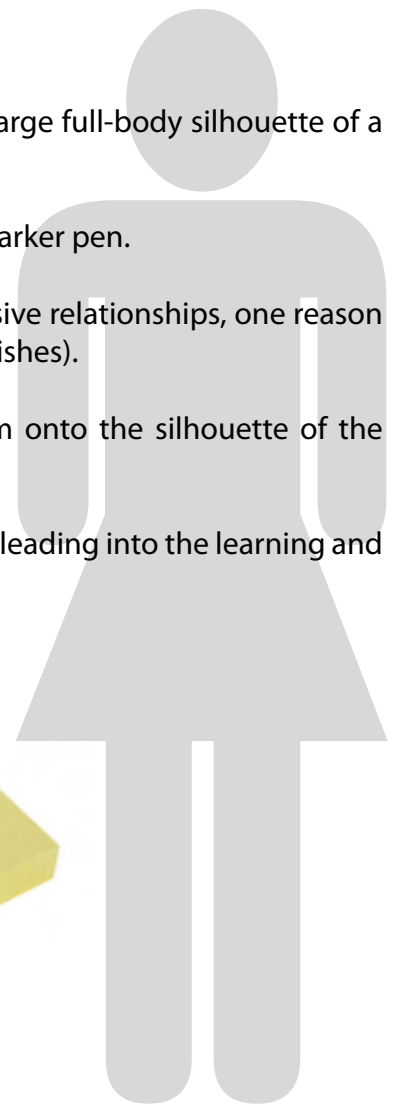 arge full-body silhouette of a
arker pen.
sive relationships, one reason
ishes).
n onto the silhouette of the
leading into the learning and